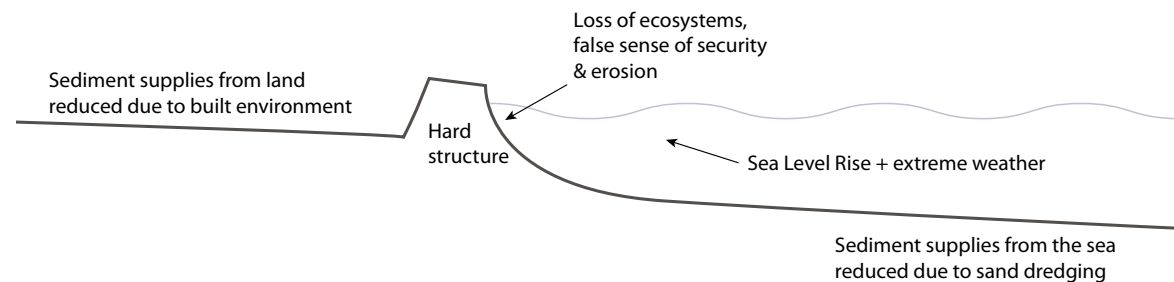 Loss of ecosystems,
false sense of security
& erosion
Sediment supplies from land
reduced due to built environment
Hard
structure
Sea Level Rise + extreme weather
Sediment supplies from the sea
reduced due to sand dredging